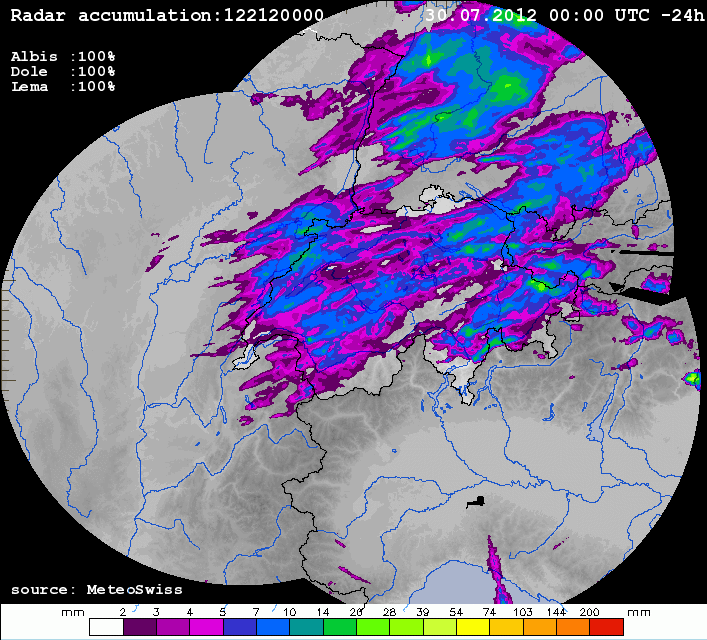 Radar accumulation:122120000 30.07.2012 00:00 UTC -24h
Albis :100%
Dole :100%
Lema :100%
source: MeteoSwiss
mm 2 3 4 5 7 10 14 20 28 39 54 74 103 144 200 mm